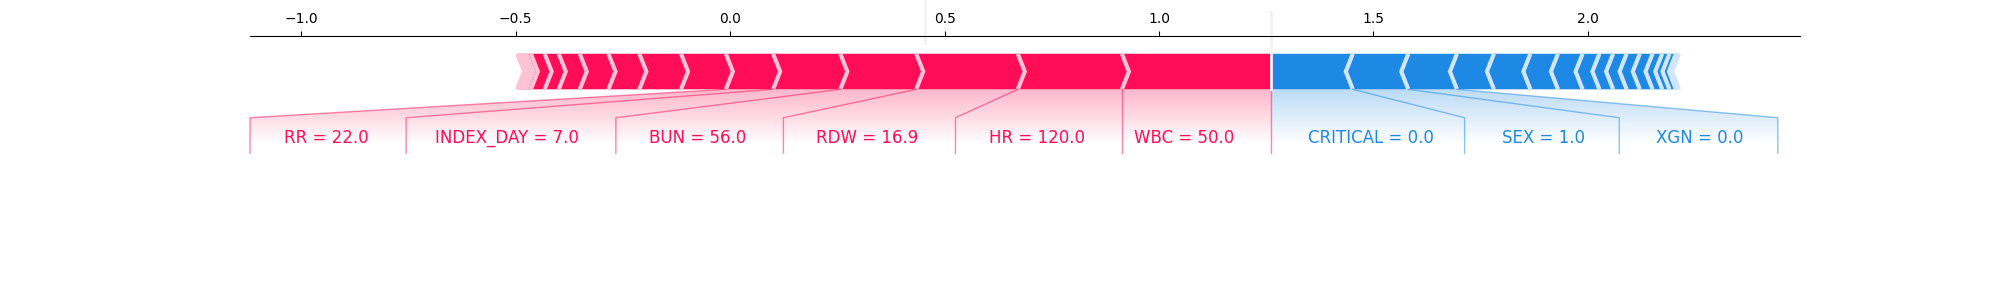 −1.0 −0.5 0.0 0.5 1.0 1.5 2.0
RR = 22.0 INDEX_DAY = 7.0 BUN = 56.0 RDW = 16.9 HR = 120.0 WBC = 50.0 CRITICAL = 0.0 SEX = 1.0 XGN = 0.0